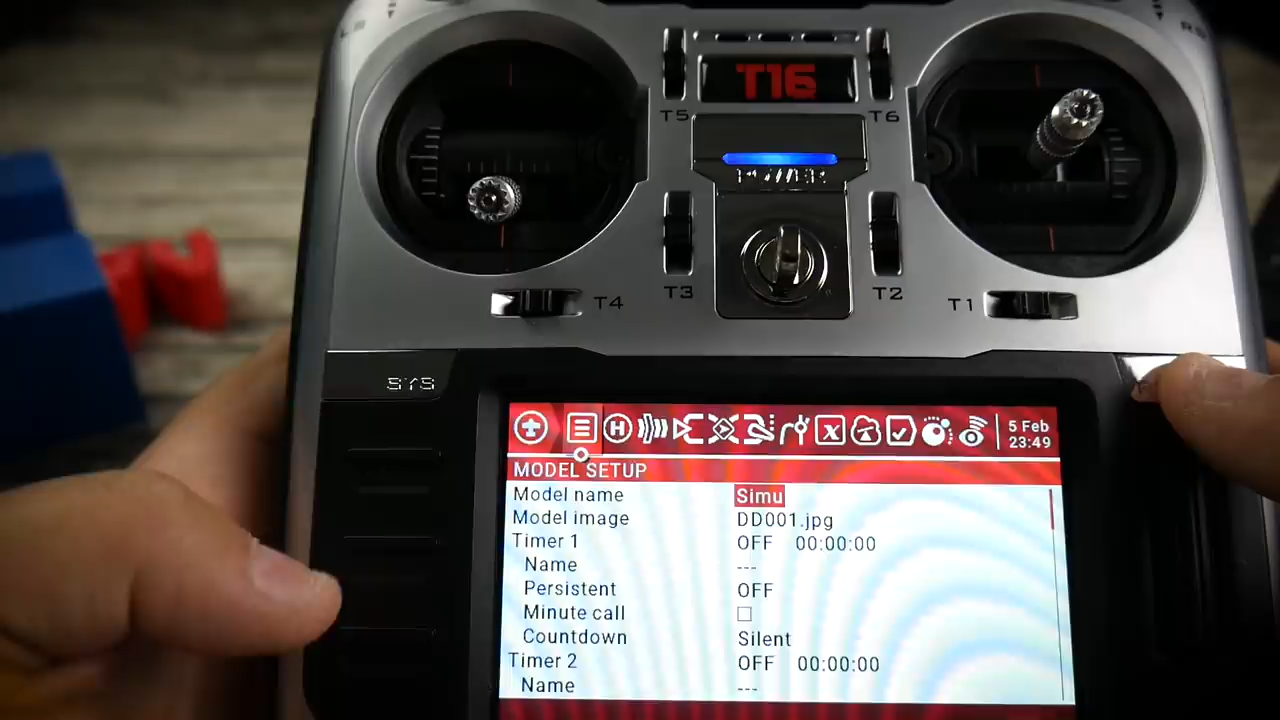 T16
T5
T6
POWER
T3
T2
T4
T1
SYS
5 Feb
23:49
MODEL SETUP
Model name Simu
Model image DD001.jpg
Timer 1 OFF 00:00:00
Name ---
Persistent OFF
Minute call
Countdown Silent
Timer 2 OFF 00:00:00
Name ---